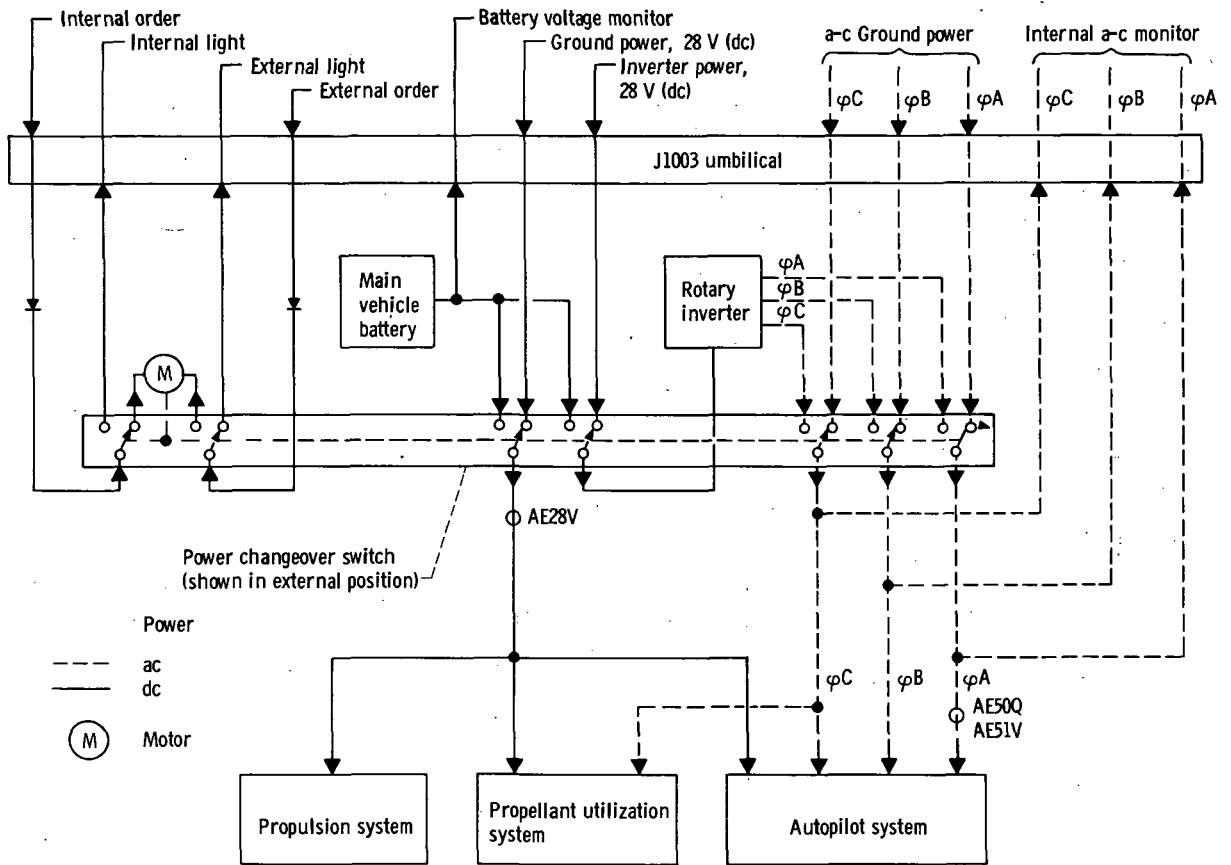 Internal order
Internal light
External light
External order
Battery voltage monitor
Ground power, 28 V (dc)
Inverter power,
28 V (dc)
a-c Ground power
Internal a-c monitor
φC
φB
φA
φC
φB
φA
J1003 umbilical
Main
vehicle
battery
Rotary
inverter
φA
φB
φC
M
AE28V
Power changeover switch
(shown in external position)
Power
ac
dc
M
Motor
φC
φB
φA
AE50Q
AE51V
Propulsion system
Propellant utilization
system
Autopilot system